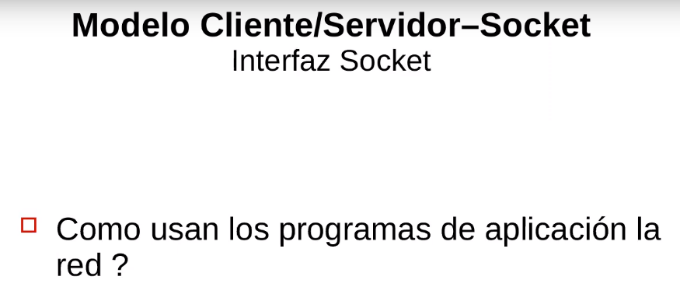 Modelo Cliente/Servidor–Socket
Interfaz Socket
Como usan los programas de aplicación la
red ?